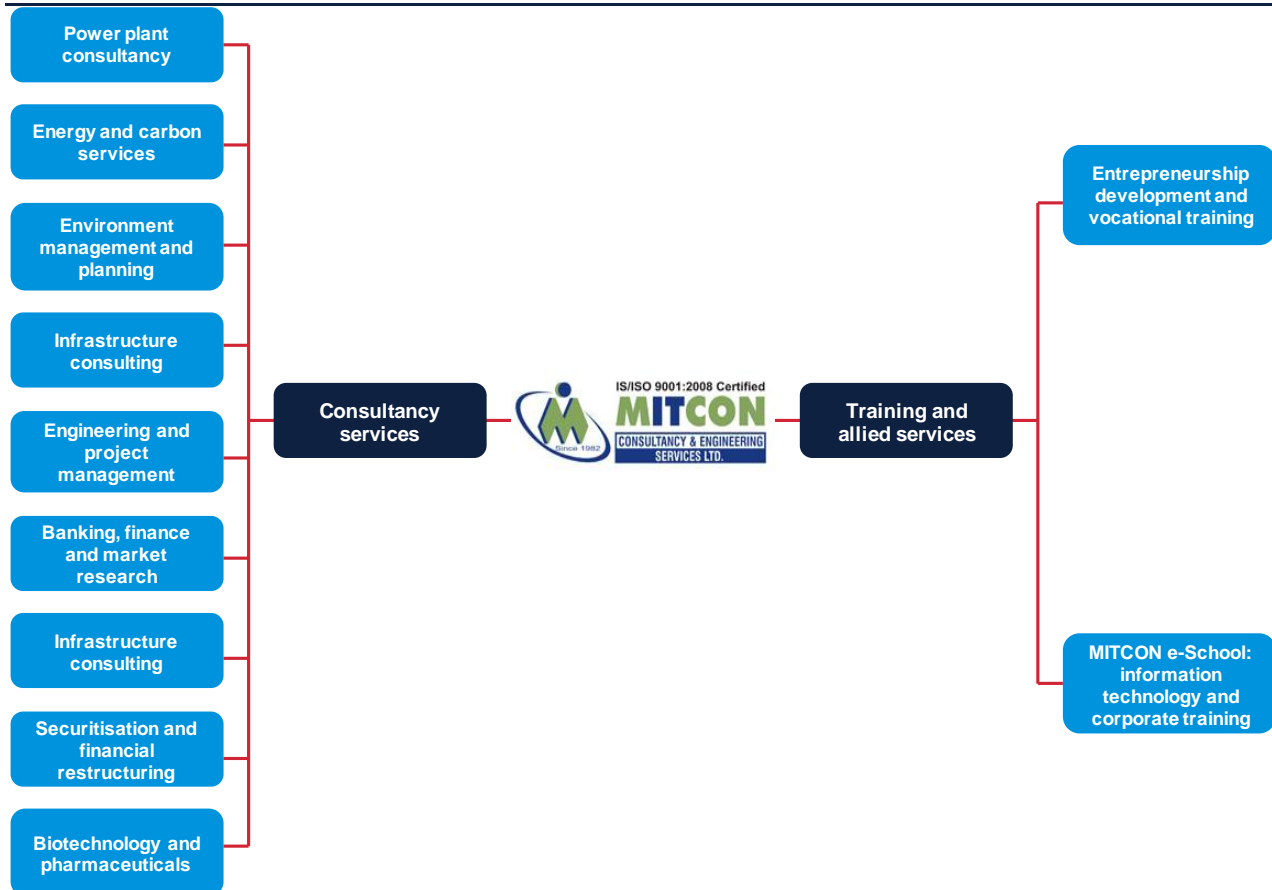 Power plant
consultancy
Energy and carbon
services
Environment
management and
planning
Infrastructure
consulting
Engineering and
project
management
Banking, finance
and market
research
Infrastructure
consulting
Securitisation and
financial
restructuring
Biotechnology and
pharmaceuticals
Consultancy
services
IS/ISO 9001:2008 Certified
MITCON
CONSULTANCY & ENGINEERING
SERVICES LTD.
Since 1982
Training and
allied services
Entrepreneurship
development and
vocational training
MITCON e-School:
information
technology and
corporate training